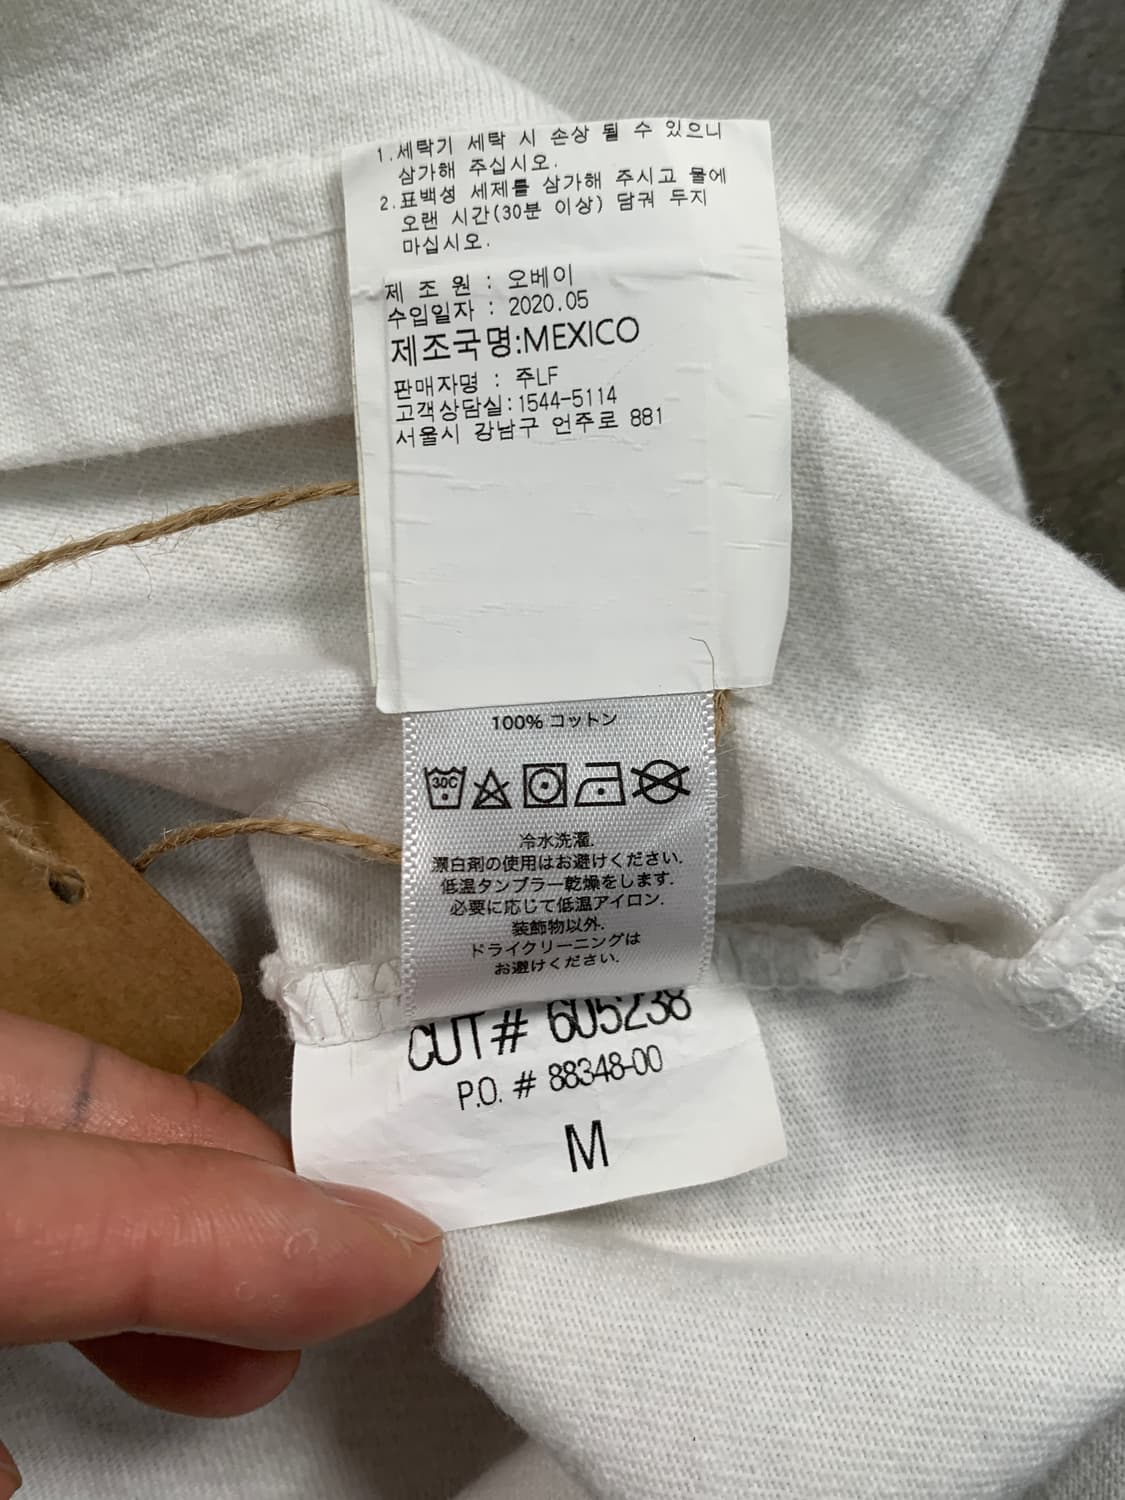 1.세탁기 세탁 시 손상 될 수 있으니
삼가해 주십시오.
2.표백성 세제를 삼가해 주시고 물에
오랜 시간(30분 이상) 담궈 두지
마십시오.
제 조 원 : 오베이
수입일자 : 2020.05
제조국명:MEXICO
판매자명 : 주LF
고객상담실:1544-5114
서울시 강남구 언주로 881
100% コットン
30C
冷水洗濯.
漂白剤の使用はお避けください.
低温タンブラー乾燥をします.
必要に応じて低温アイロン.
装飾物以外.
ドライクリーニングは
お避けください.
CUT# 605238
P.O. # 88348-00
M